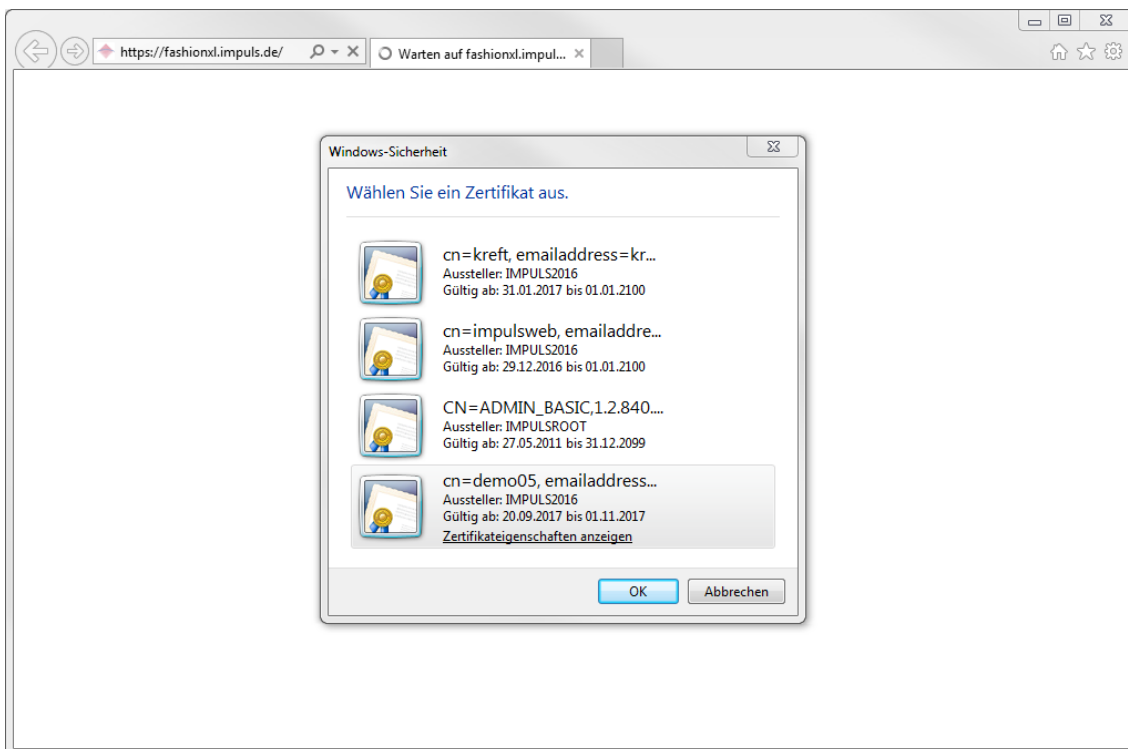 https://fashionxl.impuls.de/
Warten auf fashionxl.impul...
Windows-Sicherheit
Wählen Sie ein Zertifikat aus.
cn=kreft, emailaddress=kr...
Aussteller: IMPULS2016
Gültig ab: 31.01.2017 bis 01.01.2100
cn=impulsweb, emailaddre...
Aussteller: IMPULS2016
Gültig ab: 29.12.2016 bis 01.01.2100
CN=ADMIN_BASIC,1.2.840....
Aussteller: IMPULSROOT
Gültig ab: 27.05.2011 bis 31.12.2099
cn=demo05, emailaddress...
Aussteller: IMPULS2016
Gültig ab: 20.09.2017 bis 01.11.2017
Zertifikateigenschaften anzeigen
OK
Abbrechen